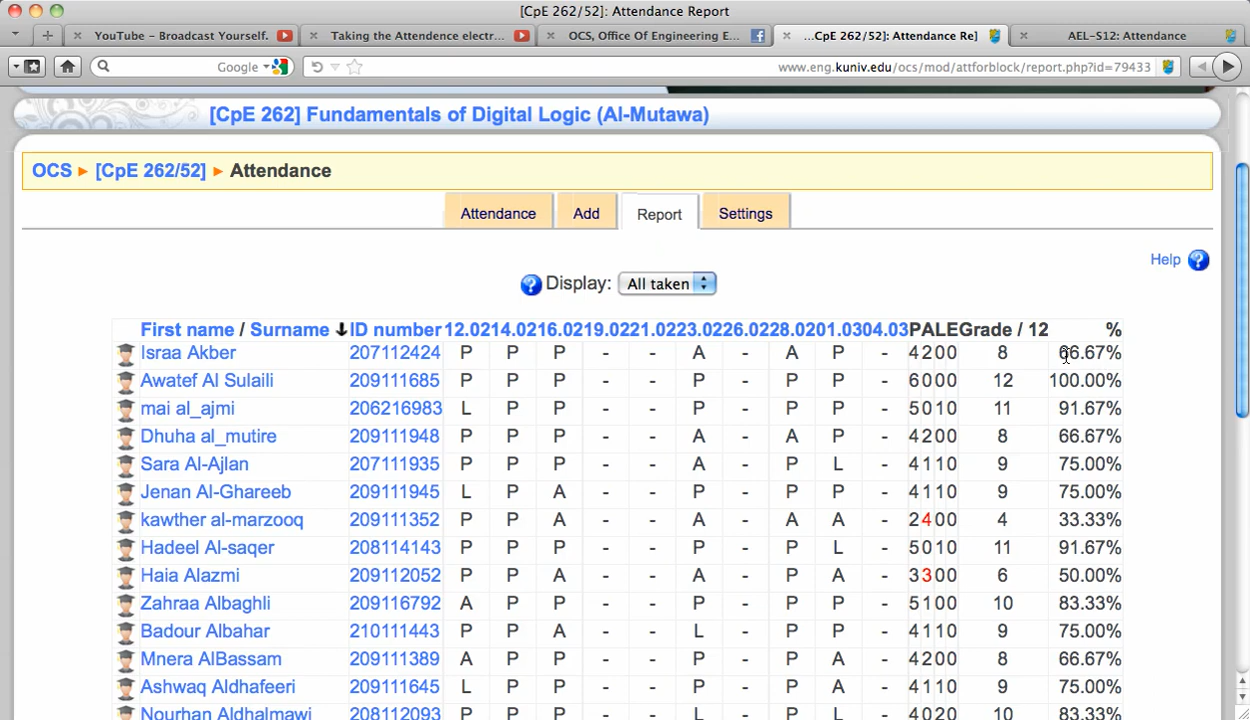 [CpE 262/52]: Attendance Report
YouTube – Broadcast Yourself.
Taking the Attendence electr...
OCS, Office Of Engineering E...
...CpE 262/52]: Attendance Re]
AEL-S12: Attendance
Google
www.eng.kuniv.edu/ocs/mod/attforblock/report.php?id=79433
[CpE 262] Fundamentals of Digital Logic (Al-Mutawa)
OCS ► [CpE 262/52] ► Attendance
Attendance Add Report Settings
Help ?
? Display: All taken
First name / Surname ↓ ID number 12.02 14.02 16.02 19.02 21.02 23.02 26.02 28.02 01.03 04.03 P A L E Grade / 12 %
Israa Akber 207112424 P P P - - A - A P - 4 2 0 0 8 66.67%
Awatef Al Sulaili 209111685 P P P - - P - P P - 6 0 0 0 12 100.00%
mai al_ajmi 206216983 L P P - - P - P P - 5 0 1 0 11 91.67%
Dhuha al_mutire 209111948 P P P - - A - A P - 4 2 0 0 8 66.67%
Sara Al-Ajlan 207111935 P P P - - A - P L - 4 1 1 0 9 75.00%
Jenan Al-Ghareeb 209111945 L P A - - P - P P - 4 1 1 0 9 75.00%
kawther al-marzooq 209111352 P P A - - A - A A - 2 4 0 0 4 33.33%
Hadeel Al-saqer 208114143 P P P - - P - P L - 5 0 1 0 11 91.67%
Haia Alazmi 209112052 P P A - - A - P A - 3 3 0 0 6 50.00%
Zahraa Albaghli 209116792 A P P - - P - P P - 5 1 0 0 10 83.33%
Badour Albahar 210111443 P P A - - L - P P - 4 1 1 0 9 75.00%
Mnera AlBassam 209111389 A P P - - P - P A - 4 2 0 0 8 66.67%
Ashwaq Aldhafeeri 209111645 L P P - - P - P A - 4 1 1 0 9 75.00%
Nourhan Aldhalmawi 208112093 P P P - - L - P L - 4 0 2 0 10 83.33%